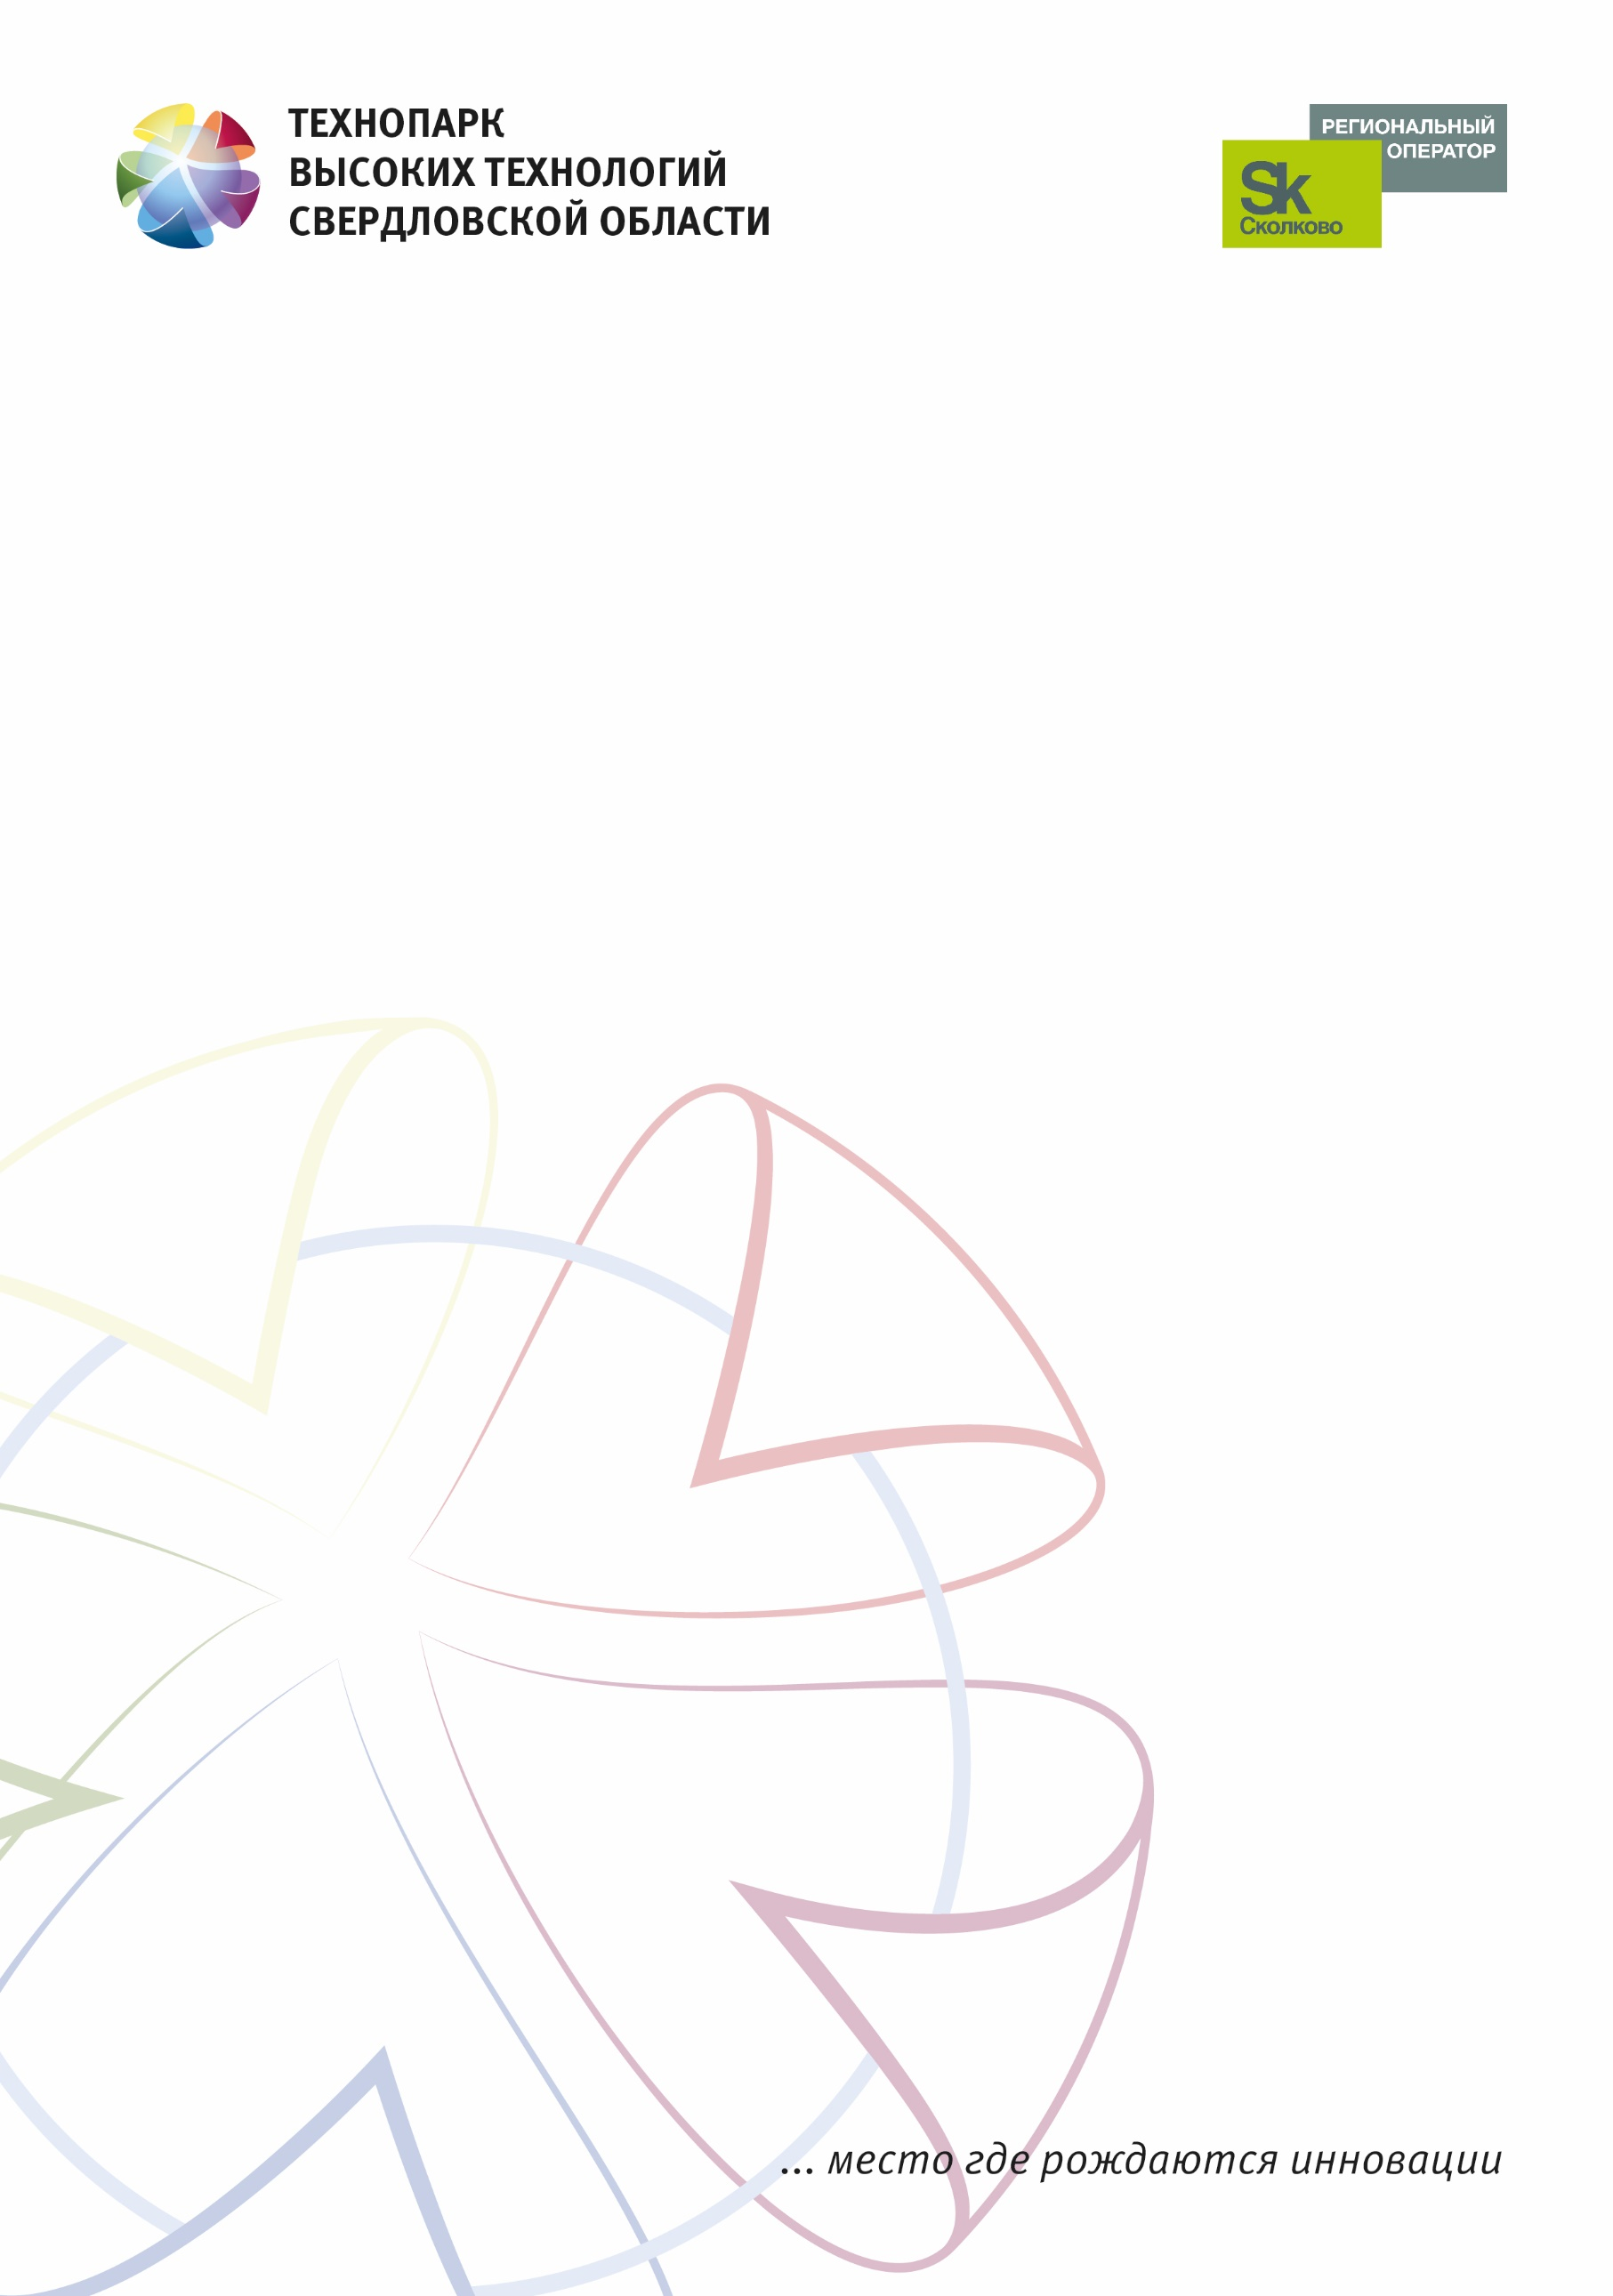 ТЕХНОПАРК
ВЫСОКИХ ТЕХНОЛОГИЙ
СВЕРДЛОВСКОЙ ОБЛАСТИ
РЕГИОНАЛЬНЫЙ
ОПЕРАТОР
Sk
Сколково
... место где рождаются инновации